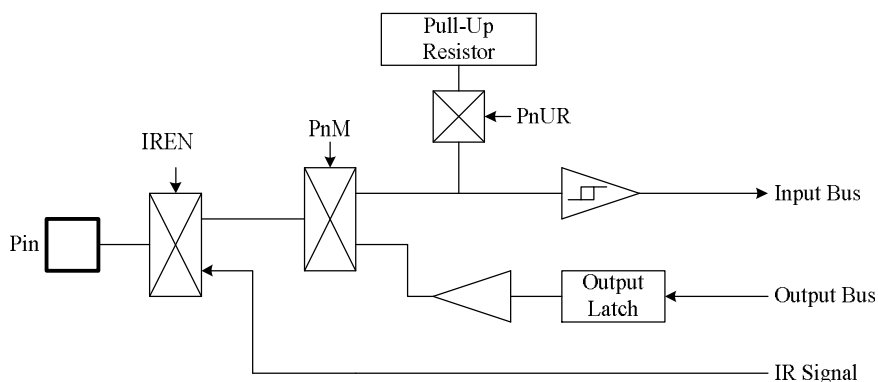 Pull-Up
Resistor
PnUR
PnM
IREN
Input Bus
Pin
Output
Latch
Output Bus
IR Signal